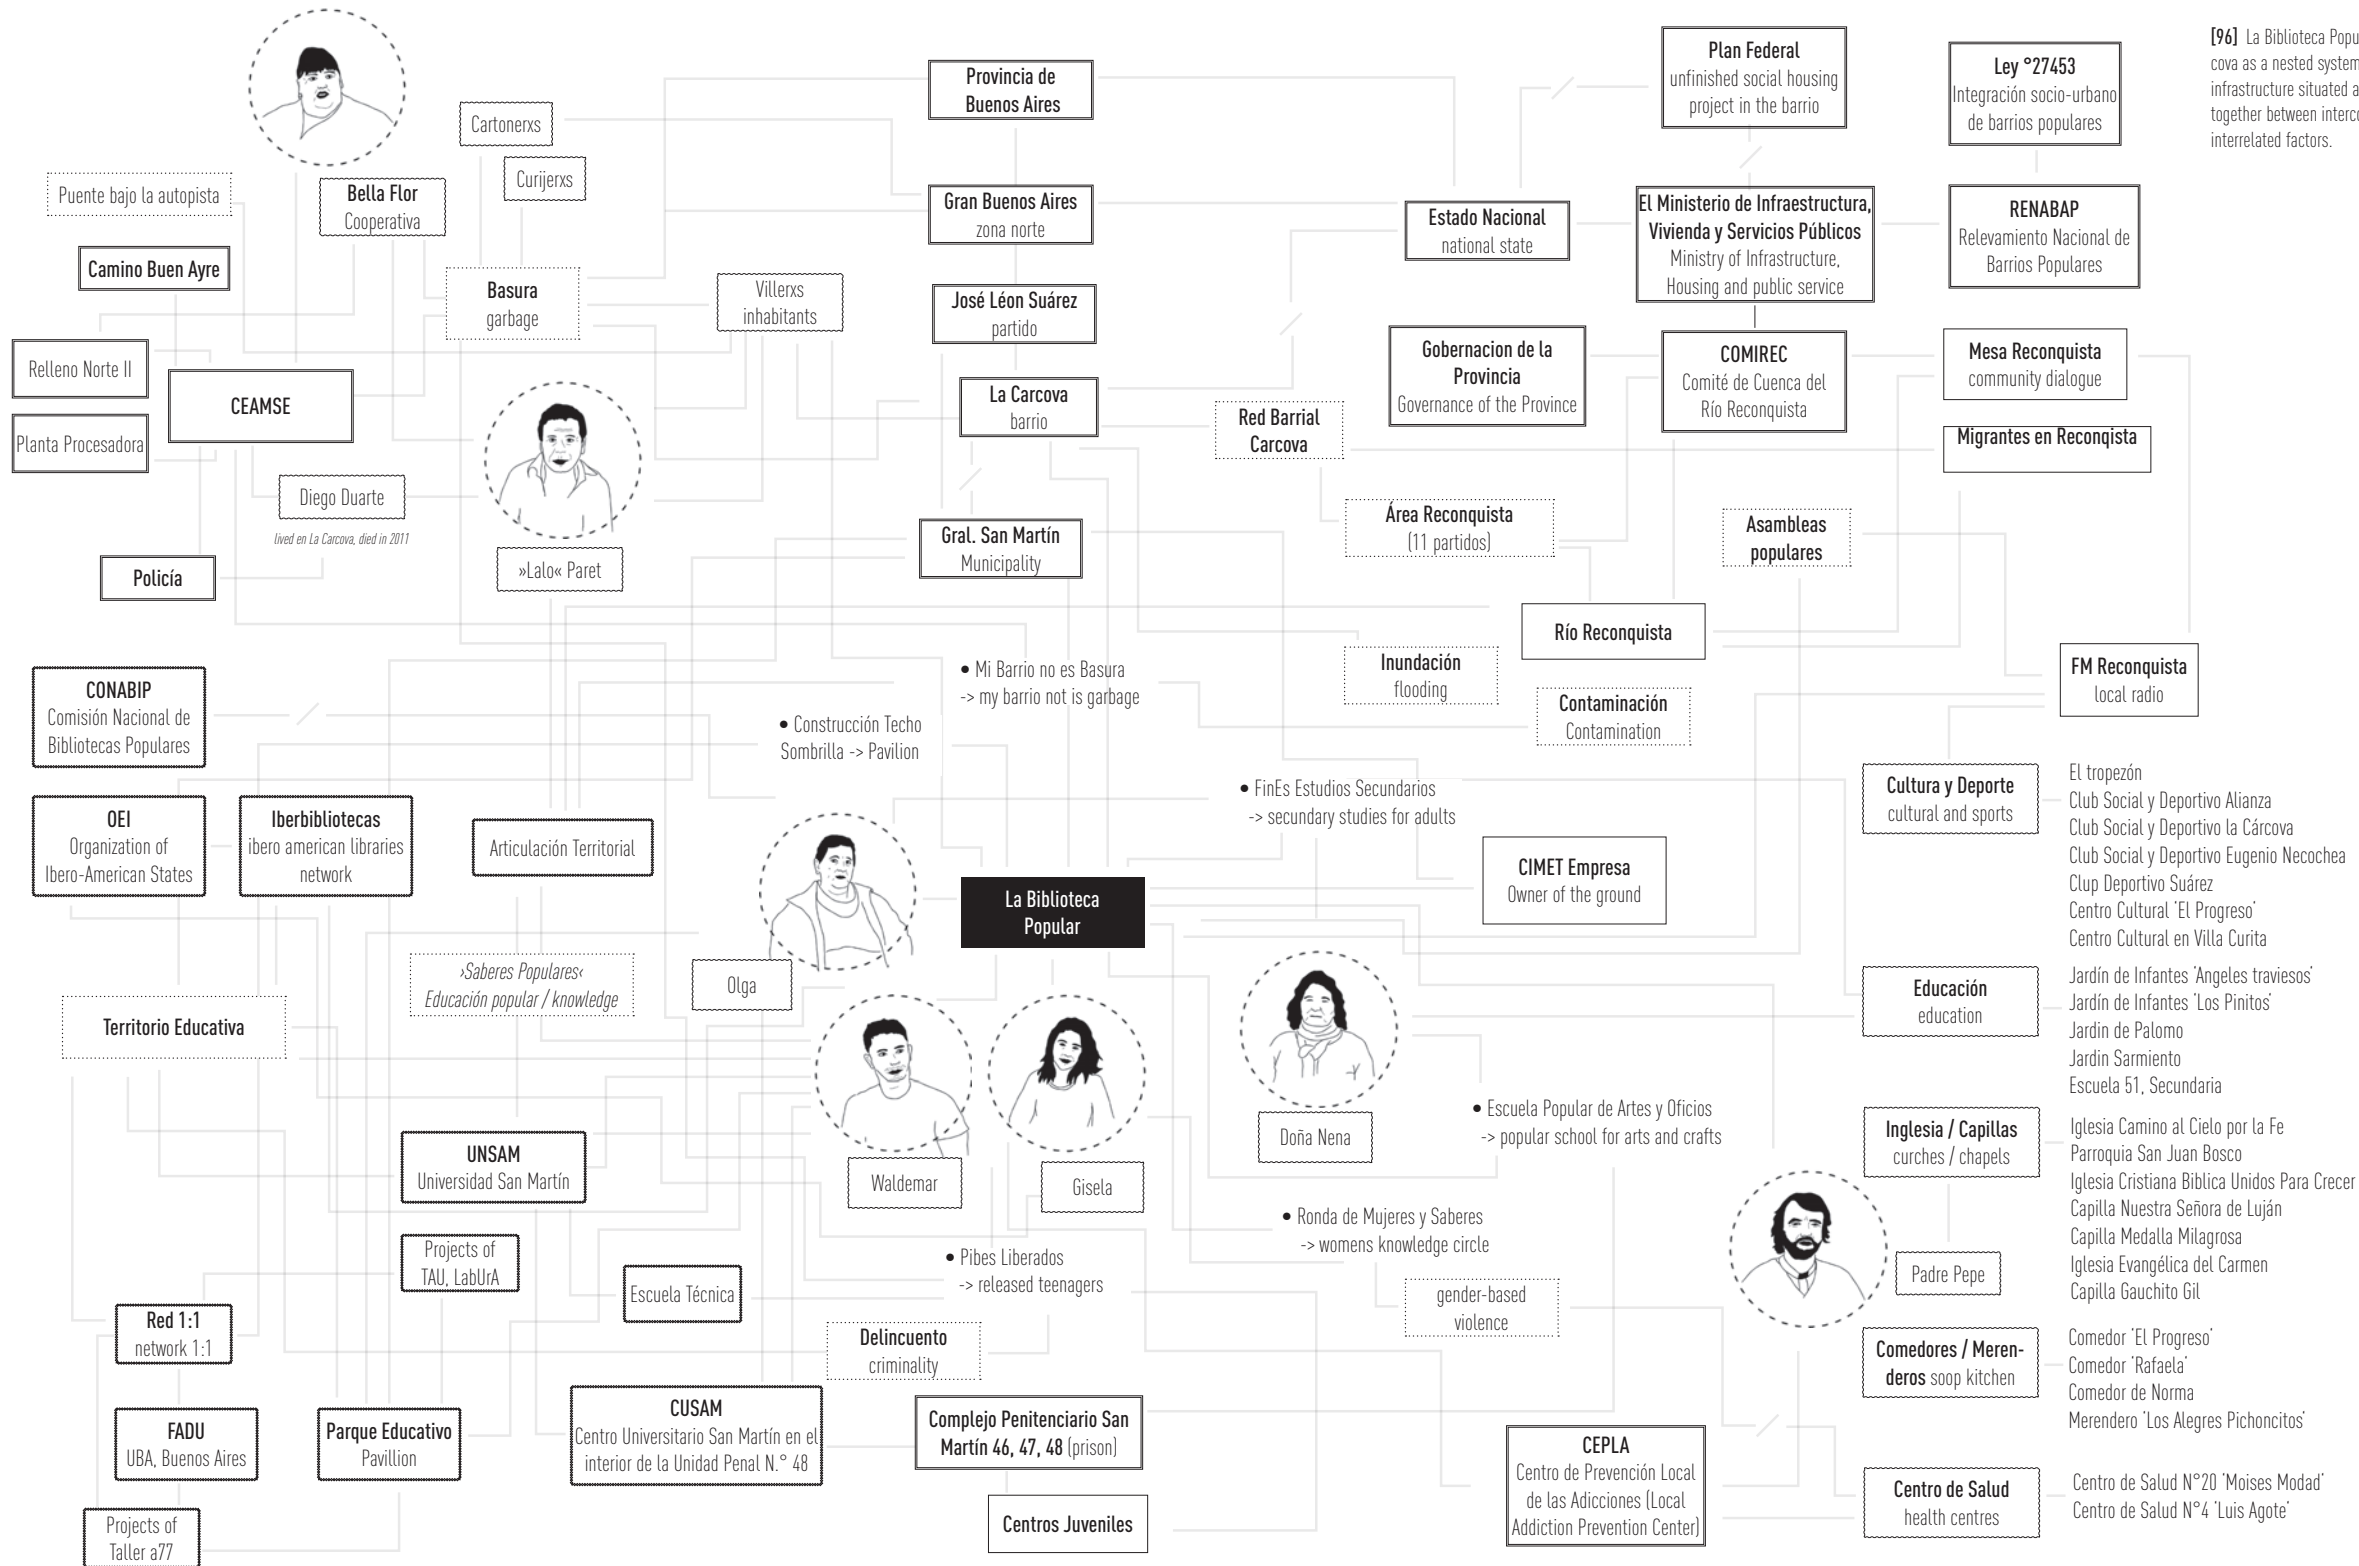 [96] La Biblioteca Popu
cova as a nested system
infrastructure situated a
together between interco
interrelated factors.
Plan Federal
unfinished social housing
project in the barrio
Ley °27453
Integración socio-urbano
de barrios populares
Provincia de
Buenos Aires
Cartonerxs
Curijerxs
Puente bajo la autopista
Bella Flor
Cooperativa
Gran Buenos Aires
zona norte
Estado Nacional
national state
El Ministerio de Infraestructura,
Vivienda y Servicios Públicos
Ministry of Infrastructure,
Housing and public service
RENABAP
Relevamiento Nacional de
Barrios Populares
Camino Buen Ayre
Basura
garbage
Villerxs
inhabitants
José Léon Suárez
partido
Relleno Norte II
CEAMSE
Planta Procesadora
Gobernacion de la
Provincia
Governance of the Province
COMIREC
Comité de Cuenca del
Río Reconquista
Mesa Reconquista
community dialogue
La Carcova
barrio
Red Barrial
Carcova
Migrantes en Reconqista
Diego Duarte
lived en La Carcova, died in 2011
»Lalo« Paret
Policía
Gral. San Martín
Municipality
Área Reconquista
(11 partidos)
Asambleas
populares
Río Reconquista
Inundación
flooding
Contaminación
Contamination
FM Reconquista
local radio
• Mi Barrio no es Basura
-> my barrio not is garbage
CONABIP
Comisión Nacional de
Bibliotecas Populares
• Construcción Techo
Sombrilla -> Pavilion
OEI
Organization of
Ibero-American States
Iberbibliotecas
ibero american libraries
network
Articulación Territorial
• FinEs Estudios Secundarios
-> secundary studies for adults
CIMET Empresa
Owner of the ground
La Biblioteca
Popular
Cultura y Deporte
cultural and sports
El tropezón
Club Social y Deportivo Alianza
Club Social y Deportivo la Cárcova
Club Social y Deportivo Eugenio Necochea
Clup Deportivo Suárez
Centro Cultural 'El Progreso'
Centro Cultural en Villa Curita
›Saberes Populares‹
Educación popular / knowledge
Olga
Territorio Educativa
Educación
education
Jardín de Infantes 'Angeles traviesos'
Jardín de Infantes 'Los Pinitos'
Jardin de Palomo
Jardin Sarmiento
Escuela 51, Secundaria
UNSAM
Universidad San Martín
Waldemar
Gisela
Doña Nena
• Escuela Popular de Artes y Oficios
-> popular school for arts and crafts
Inglesia / Capillas
curches / chapels
Iglesia Camino al Cielo por la Fe
Parroquia San Juan Bosco
Iglesia Cristiana Biblica Unidos Para Crecer
Capilla Nuestra Señora de Luján
Capilla Medalla Milagrosa
Iglesia Evangélica del Carmen
Capilla Gauchito Gil
Padre Pepe
• Ronda de Mujeres y Saberes
-> womens knowledge circle
Projects of
TAU, LabUrA
Escuela Técnica
• Pibes Liberados
-> released teenagers
gender-based
violence
Red 1:1
network 1:1
Delincuento
criminality
Comedores / Meren-
deros soop kitchen
Comedor 'El Progreso'
Comedor 'Rafaela'
Comedor de Norma
Merendero 'Los Alegres Pichoncitos'
FADU
UBA, Buenos Aires
Parque Educativo
Pavillion
CUSAM
Centro Universitario San Martín en el
interior de la Unidad Penal N.° 48
Complejo Penitenciario San
Martín 46, 47, 48 (prison)
Centros Juveniles
CEPLA
Centro de Prevención Local
de las Adicciones (Local
Addiction Prevention Center)
Centro de Salud
health centres
Centro de Salud N°20 'Moises Modad'
Centro de Salud N°4 'Luis Agote'
Projects of
Taller a77